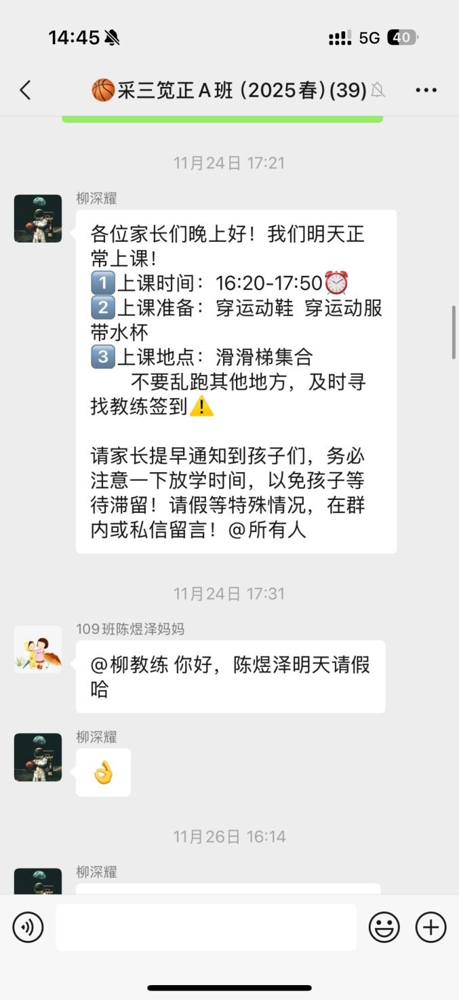 14:45 5G 40
🏀采三笕正A班（2025春）(39)
11月24日 17:21
柳深耀
各位家长们晚上好！我们明天正
常上课！
1️⃣上课时间：16:20-17:50⏰
2️⃣上课准备：穿运动鞋 穿运动服
带水杯
3️⃣上课地点：滑滑梯集合
不要乱跑其他地方，及时寻
找教练签到⚠️
请家长提早通知到孩子们，务必
注意一下放学时间，以免孩子等
待滞留！请假等特殊情况，在群
内或私信留言！@所有人
11月24日 17:31
109班陈煜泽妈妈
@柳教练 你好，陈煜泽明天请假
哈
柳深耀
👌
11月26日 16:14
柳深耀